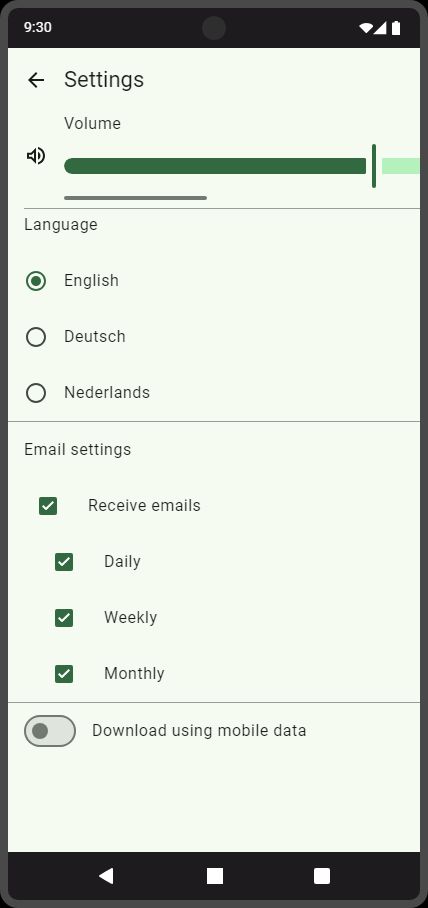 9:30
Settings
Volume
Language
English
Deutsch
Nederlands
Email settings
Receive emails
Daily
Weekly
Monthly
Download using mobile data